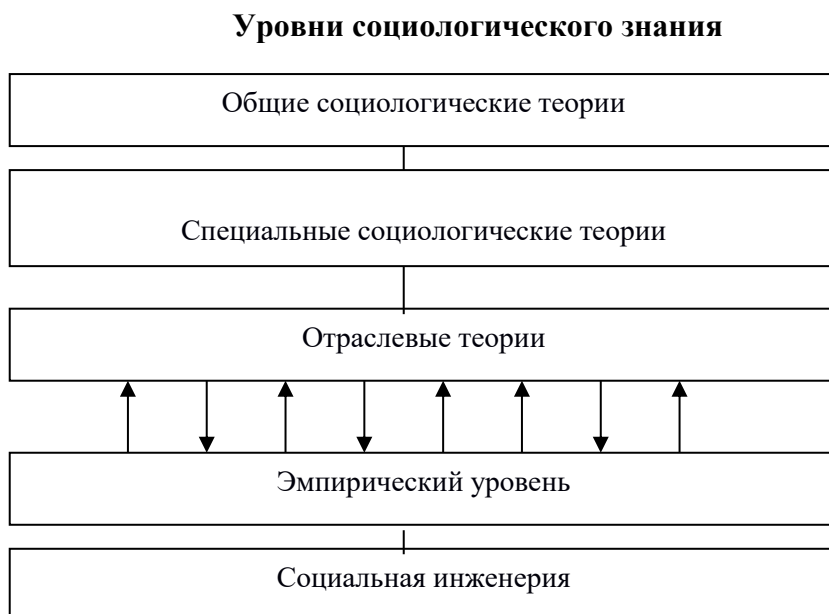 Уровни социологического знания
Общие социологические теории
Специальные социологические теории
Отраслевые теории
Эмпирический уровень
Социальная инженерия